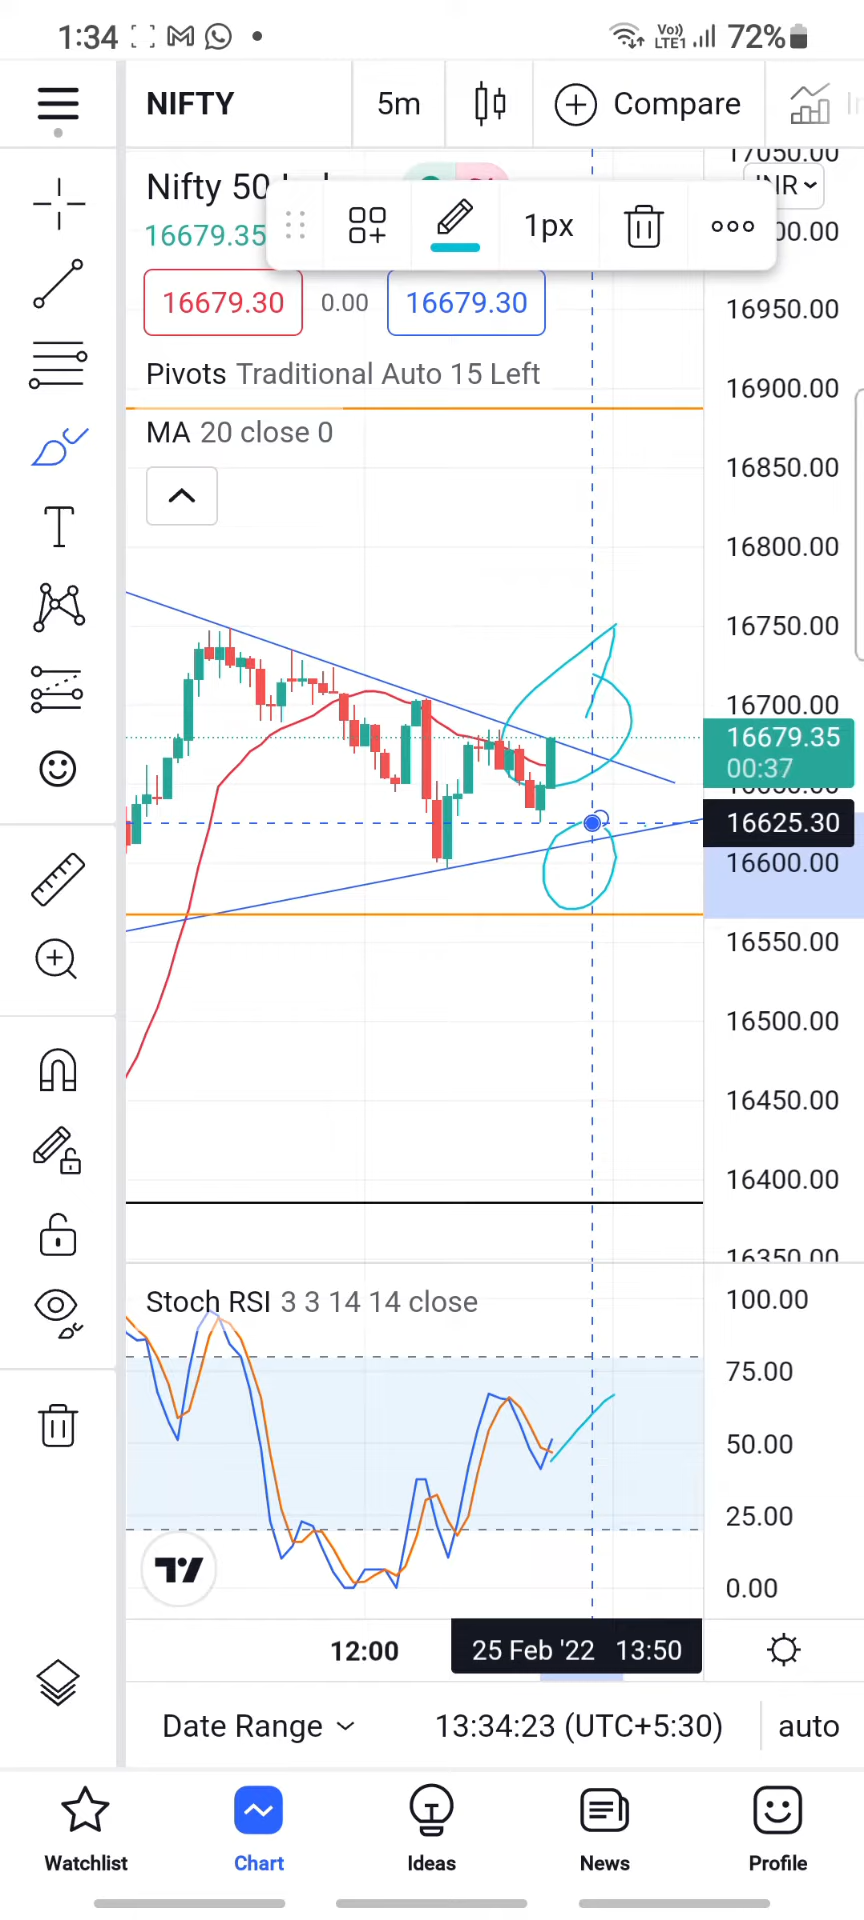 1:34 Vo)) LTE1 72%
NIFTY 5m Compare
17050.00
Nifty 50 INR
16679.35 1px 00.00
16679.30 0.00 16679.30 16950.00
Pivots Traditional Auto 15 Left
16900.00
MA 20 close 0
16850.00
16800.00
16750.00
16700.00
16679.35
00:37
16625.30
16600.00
16550.00
16500.00
16450.00
16400.00
16350.00
Stoch RSI 3 3 14 14 close 100.00
75.00
50.00
25.00
0.00
12:00 25 Feb '22 13:50
Date Range 13:34:23 (UTC+5:30) auto
Watchlist Chart Ideas News Profile